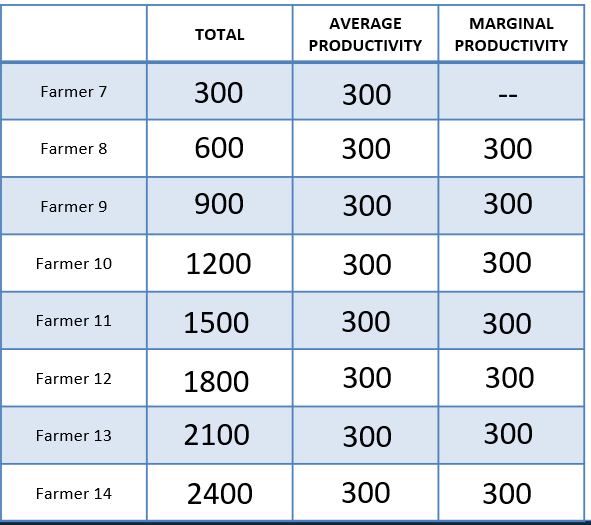 TOTAL AVERAGE PRODUCTIVITY MARGINAL PRODUCTIVITY
Farmer 7 300 300 --
Farmer 8 600 300 300
Farmer 9 900 300 300
Farmer 10 1200 300 300
Farmer 11 1500 300 300
Farmer 12 1800 300 300
Farmer 13 2100 300 300
Farmer 14 2400 300 300